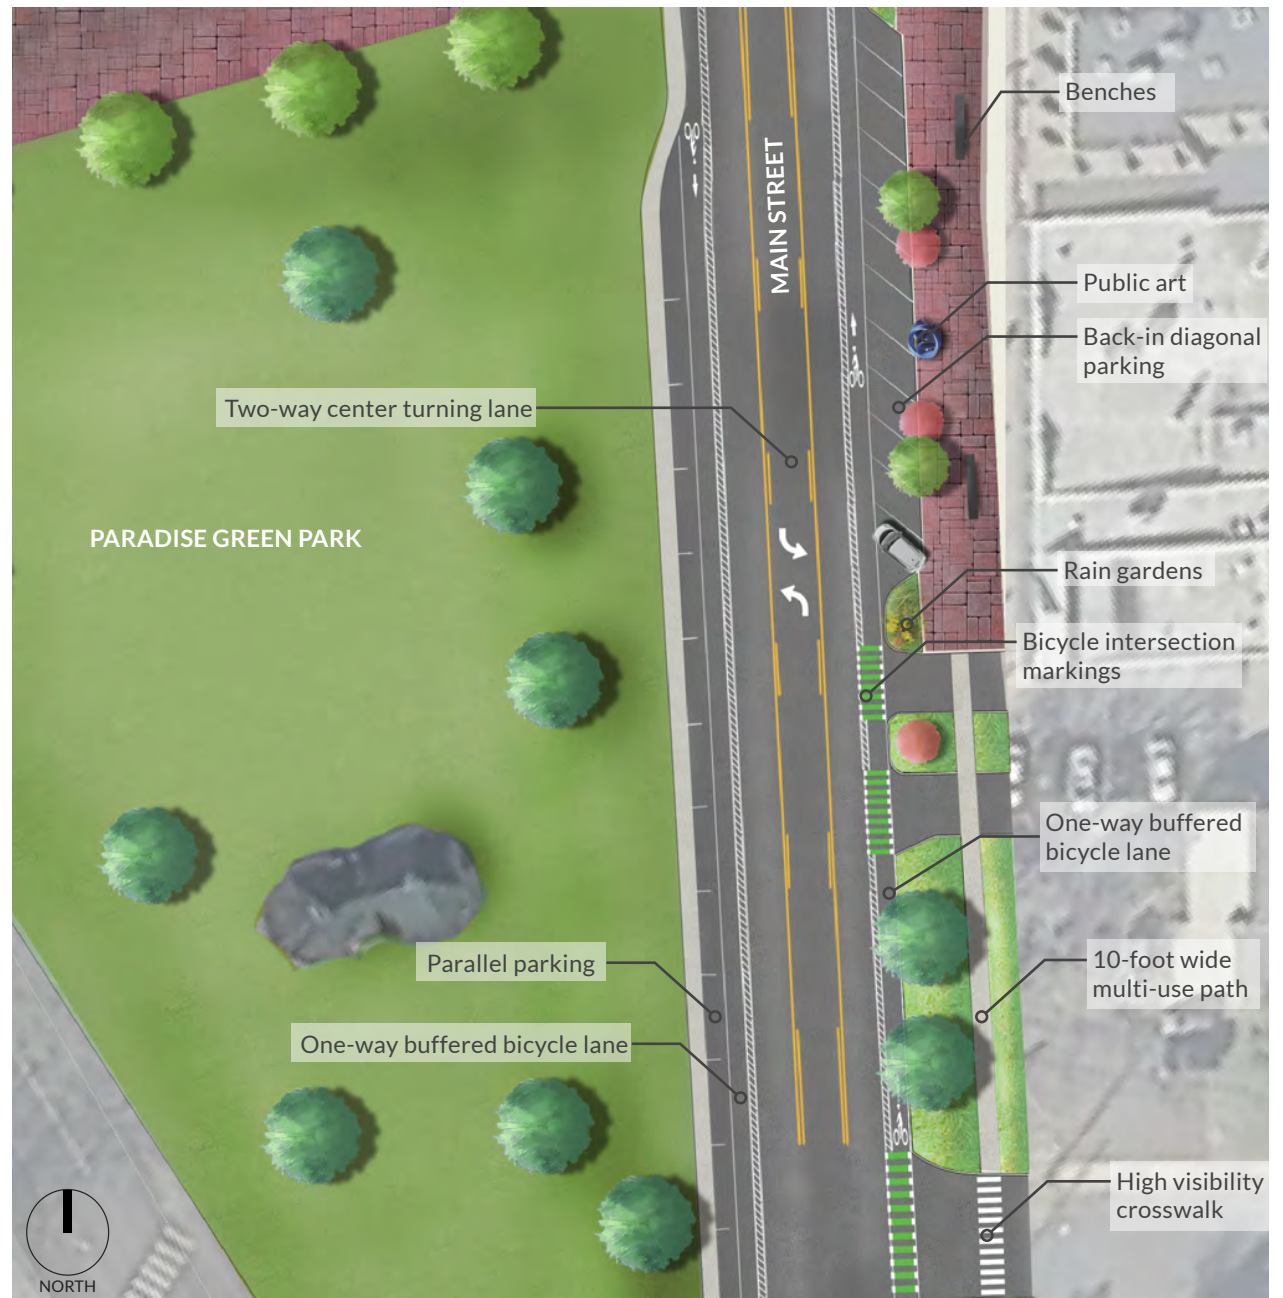 Benches
MAIN STREET
Public art
Back-in diagonal
parking
Two-way center turning lane
PARADISE GREEN PARK
Rain gardens
Bicycle intersection
markings
One-way buffered
bicycle lane
Parallel parking
10-foot wide
multi-use path
One-way buffered bicycle lane
High visibility
crosswalk
NORTH